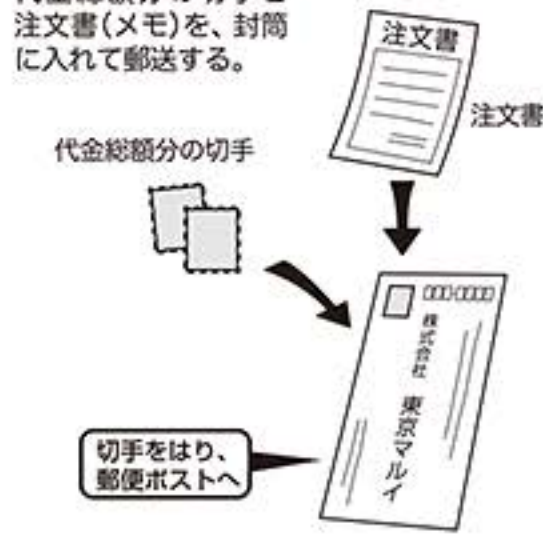 注文書(メモ)を、封筒
に入れて郵送する。
注文書
注文書
代金総額分の切手
株式会社 東京マルイ
切手をはり、
郵便ポストへ